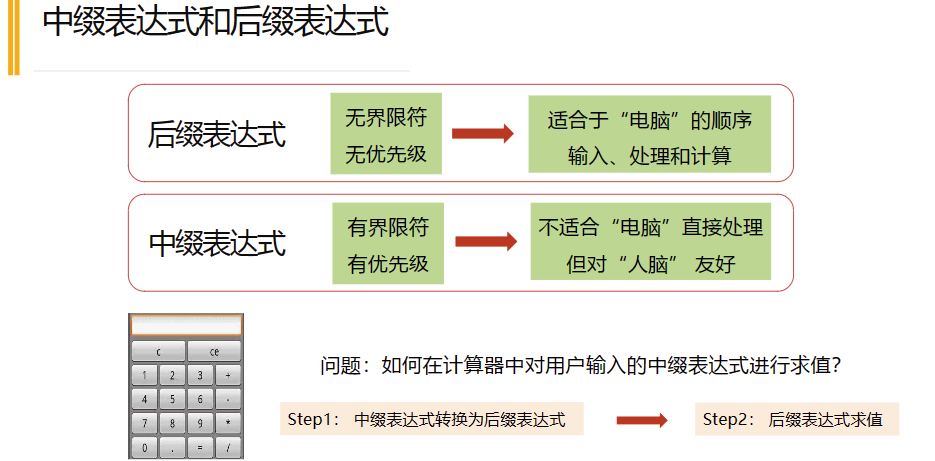 中缀表达式和后缀表达式
后缀表达式
无界限符
无优先级
适合于“电脑”的顺序
输入、处理和计算
中缀表达式
有界限符
有优先级
不适合“电脑”直接处理
但对“人脑” 友好
c ce
1 2 3 +
4 5 6 -
7 8 9 *
0 . = /
问题：如何在计算器中对用户输入的中缀表达式进行求值？
Step1： 中缀表达式转换为后缀表达式
Step2： 后缀表达式求值